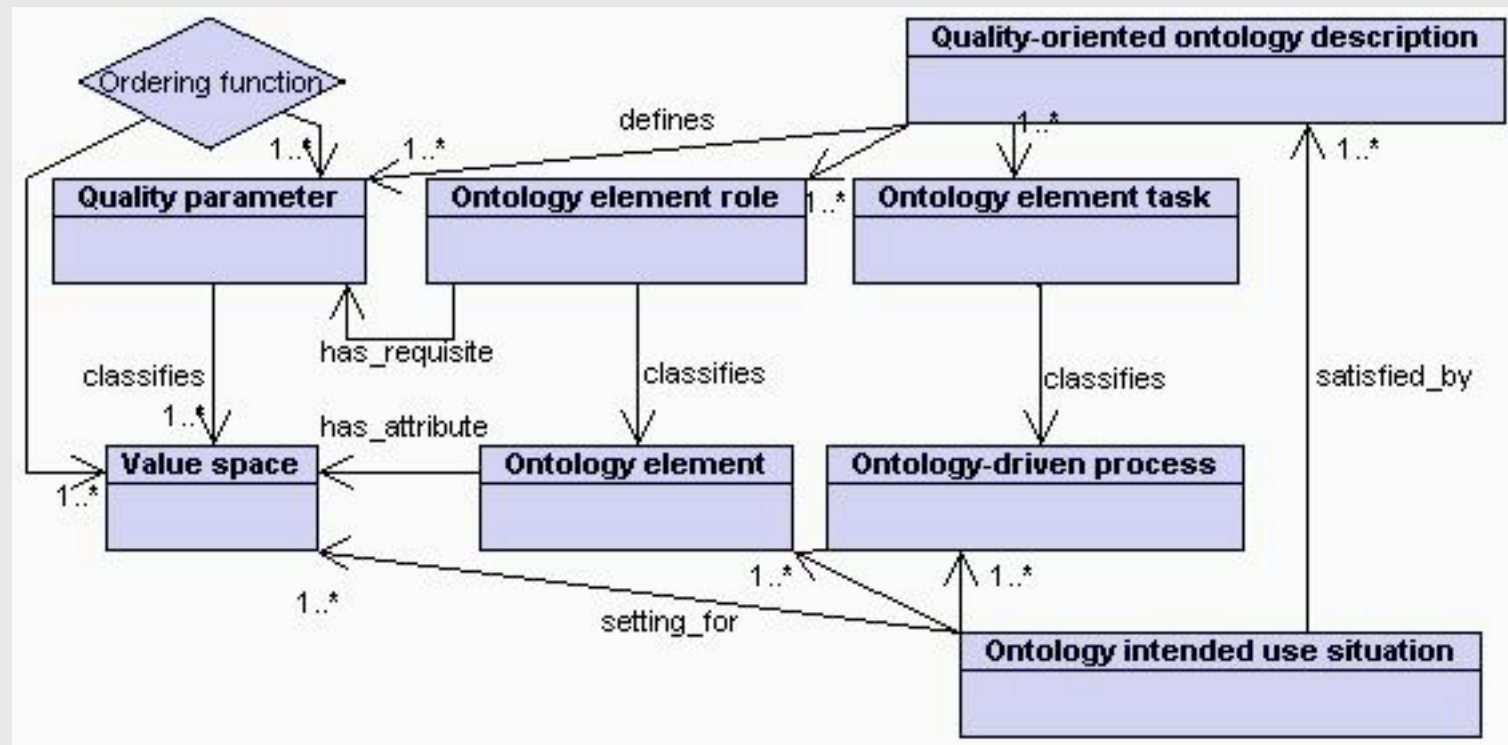 Quality-oriented ontology description
Ordering function
defines
1..*
1..*
1..*
1..*
Quality parameter
Ontology element role
1..*
Ontology element task
has_requisite
classifies
classifies
classifies
satisfied_by
1..*
has_attribute
Value space
Ontology element
Ontology-driven process
1..*
1..*
1..*
1..*
setting_for
Ontology intended use situation